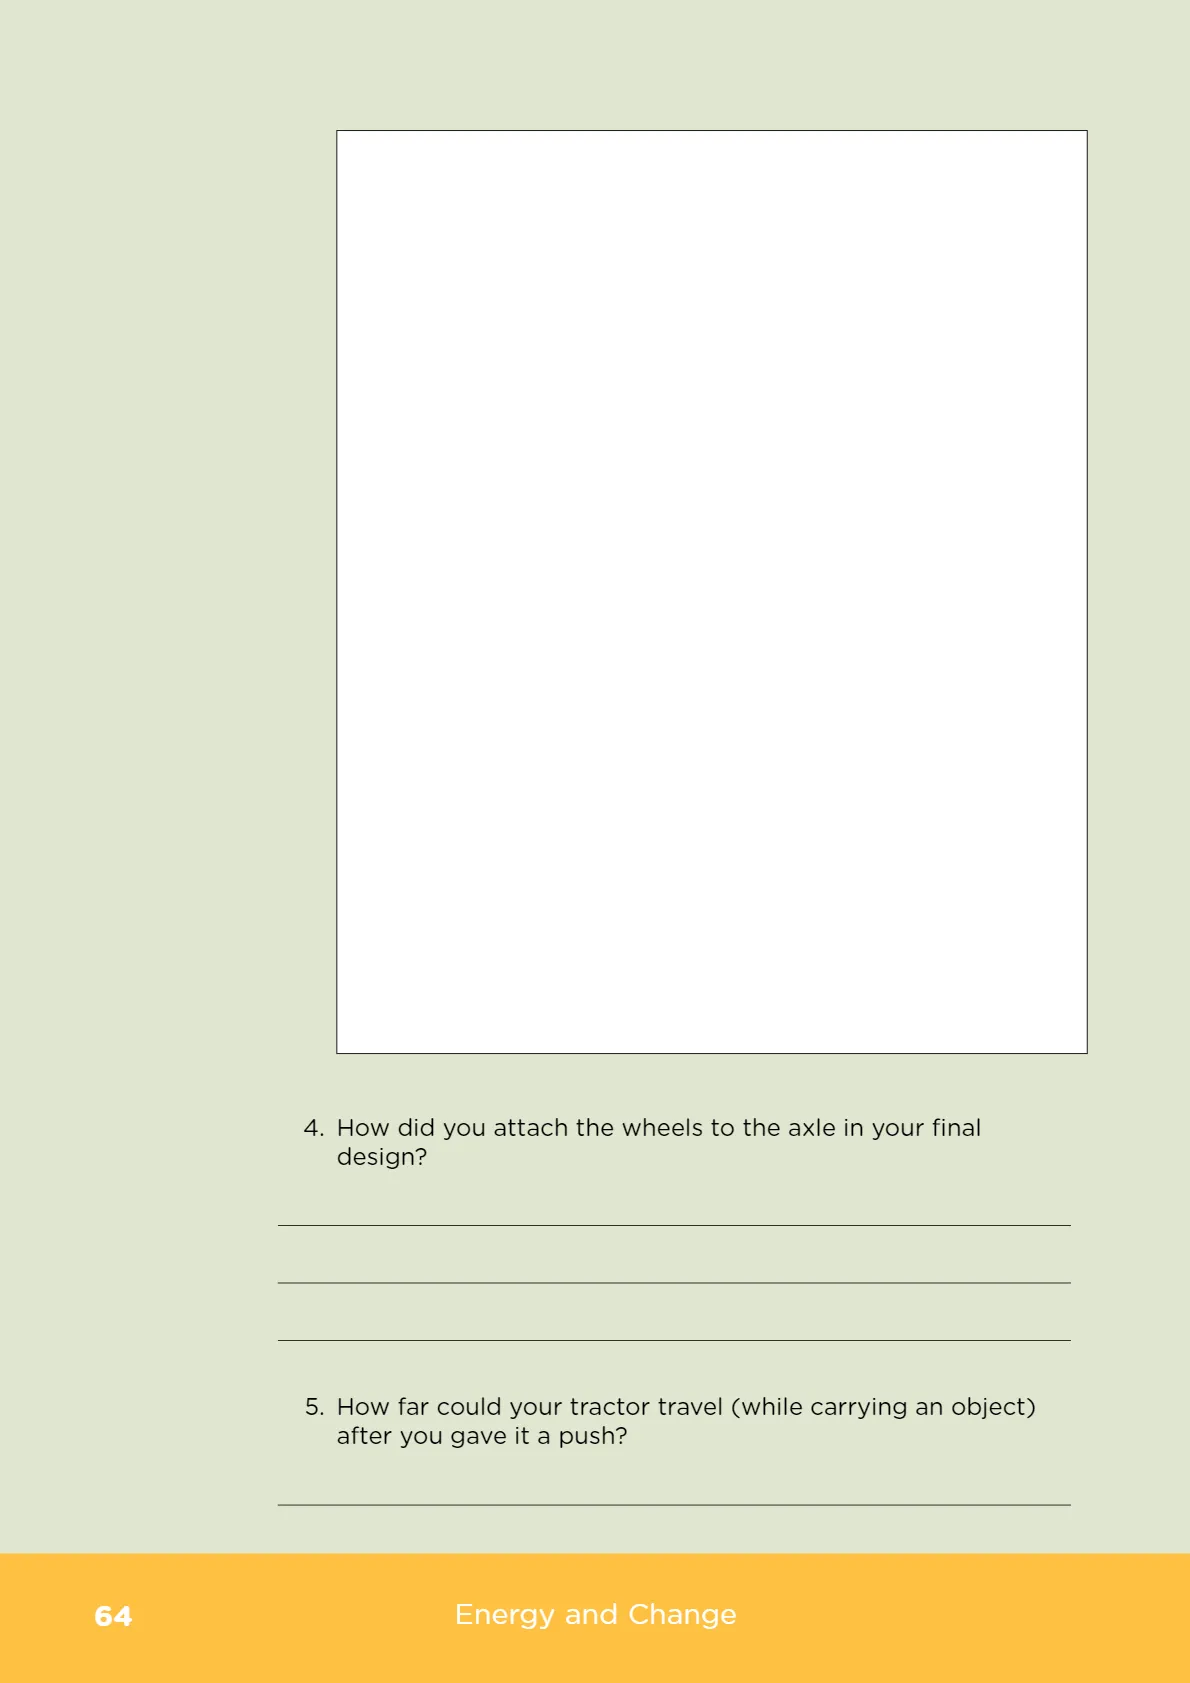 4. How did you attach the wheels to the axle in your final
design?
5. How far could your tractor travel (while carrying an object)
after you gave it a push?
64
Energy and Change